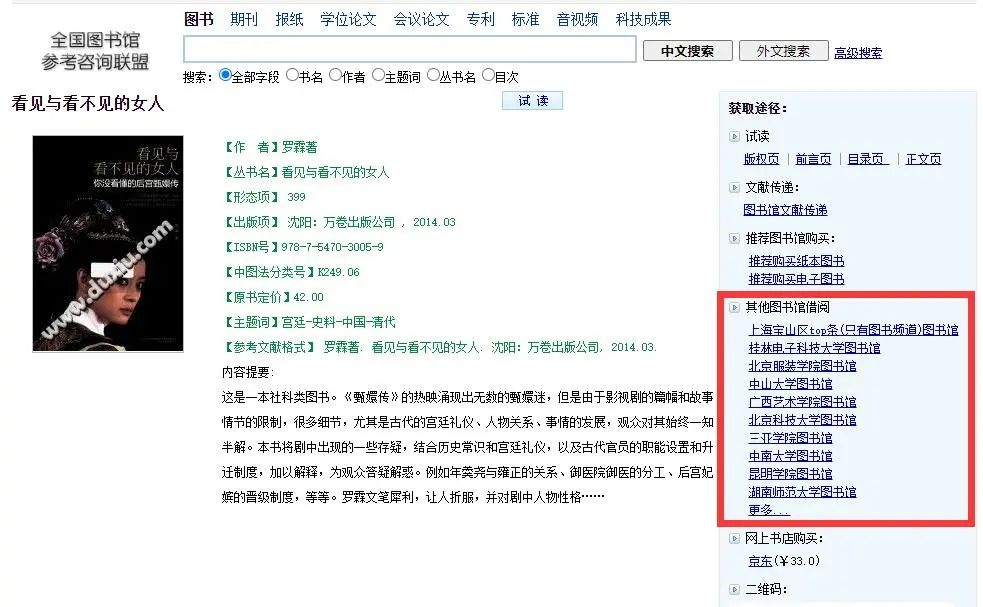 全国图书馆
参考咨询联盟
图书 期刊 报纸 学位论文 会议论文 专利 标准 音视频 科技成果
中文搜索 外文搜索 高级搜索
搜索: 全部字段 书名 作者 主题词 丛书名 目次
看见与看不见的女人
试 读
看见与
看不见的女人
你没看懂的后宫甄嬛传
www.duxiu.com
【作 者】罗霖著
【丛书名】看见与看不见的女人
【形态项】 399
【出版项】 沈阳：万卷出版公司 , 2014.03
【ISBN号】978-7-5470-3005-9
【中图法分类号】K249.06
【原书定价】42.00
【主题词】宫廷-史料-中国-清代
【参考文献格式】 罗霖著. 看见与看不见的女人. 沈阳：万卷出版公司, 2014.03.
内容提要:
这是一本社科类图书。《甄嬛传》的热映涌现出无数的甄嬛迷，但是由于影视剧的篇幅和故事
情节的限制，很多细节，尤其是古代的宫廷礼仪、人物关系、事情的发展，观众对其始终一知
半解。本书将剧中出现的一些存疑，结合历史常识和宫廷礼仪，以及古代官员的职能设置和升
迁制度，加以解释，为观众答疑解惑。例如年羹尧与雍正的关系、御医院御医的分工、后宫妃
嫔的晋级制度，等等。罗霖文笔犀利，让人折服，并对剧中人物性格……
获取途径：
试读
版权页 | 前言页 | 目录页 | 正文页
文献传递：
图书馆文献传递
推荐图书馆购买：
推荐购买纸本图书
推荐购买电子图书
其他图书馆借阅
上海宝山区top条(只有图书频道)图书馆
桂林电子科技大学图书馆
北京服装学院图书馆
中山大学图书馆
广西艺术学院图书馆
北京科技大学图书馆
三亚学院图书馆
中南大学图书馆
昆明学院图书馆
湖南师范大学图书馆
更多...
网上书店购买：
京东(￥33.0)
二维码：